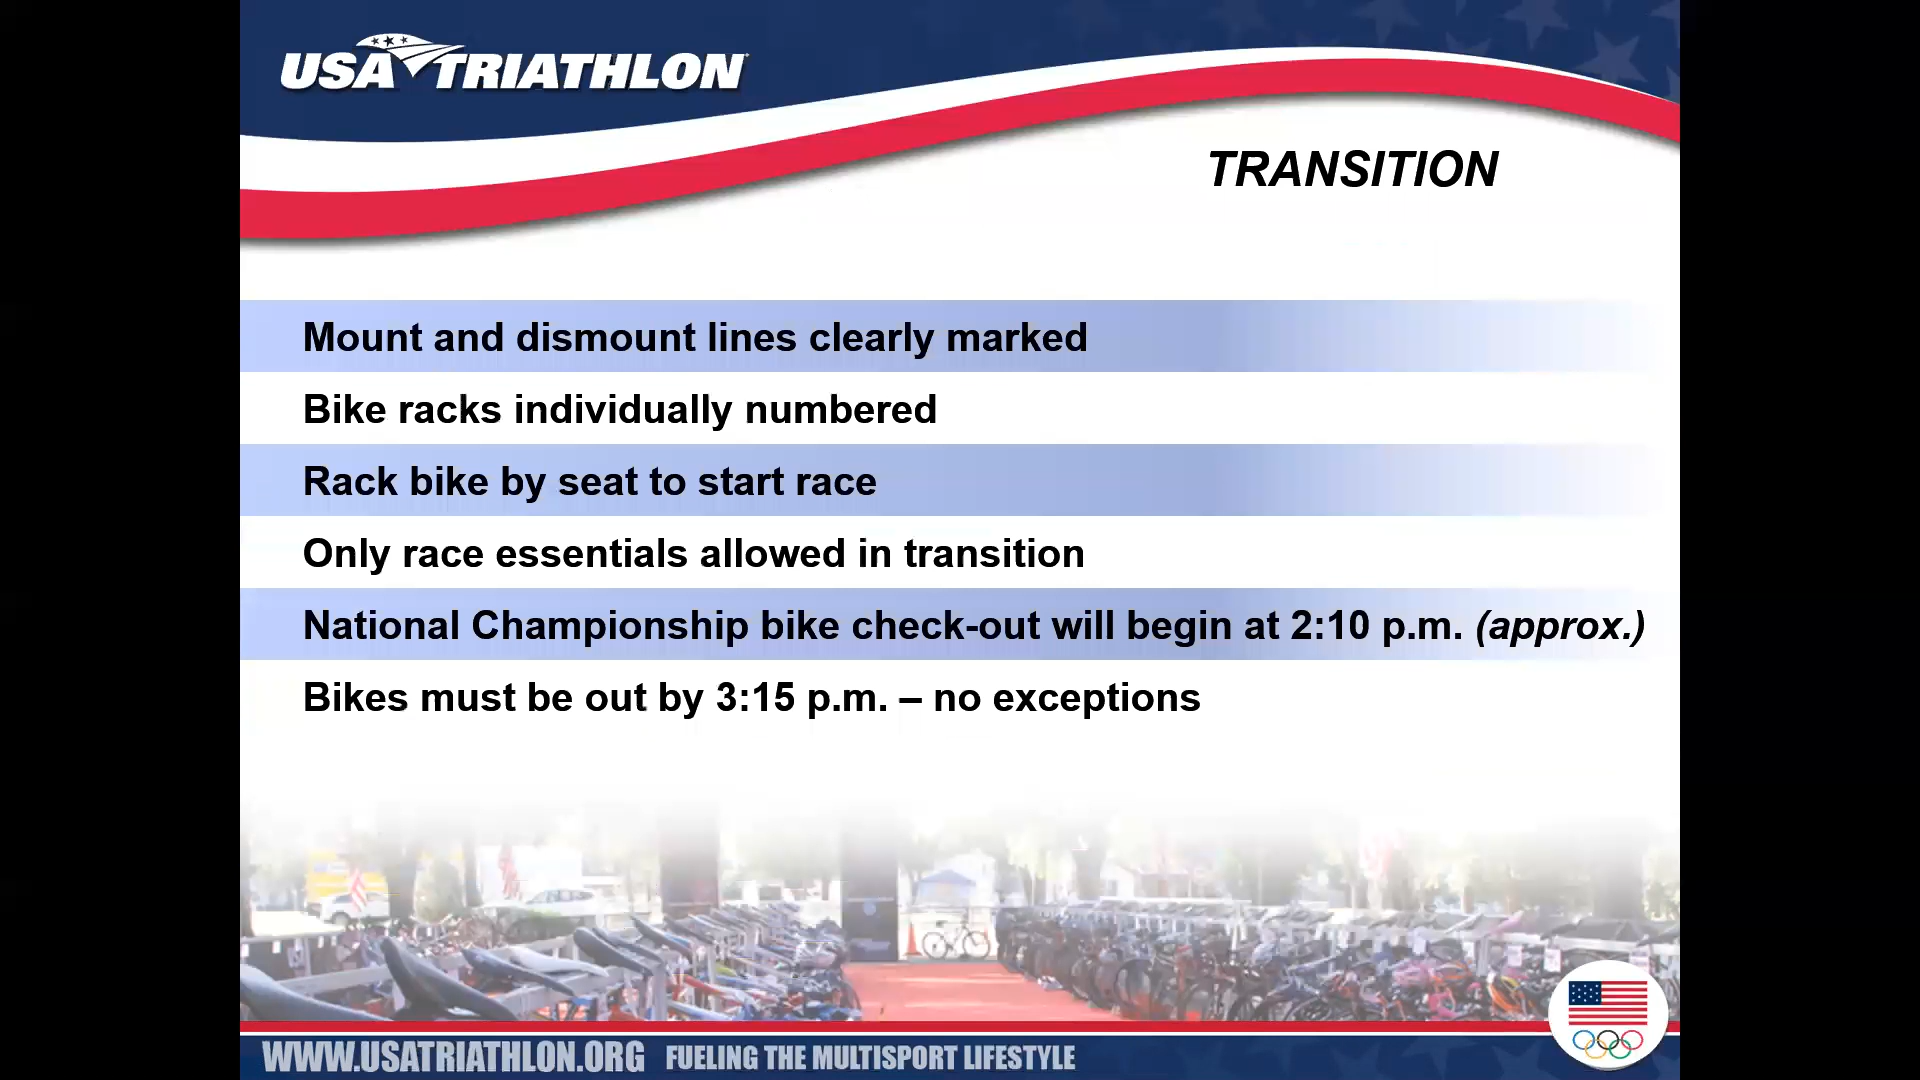 USA TRIATHLON
TRANSITION
Mount and dismount lines clearly marked
Bike racks individually numbered
Rack bike by seat to start race
Only race essentials allowed in transition
National Championship bike check-out will begin at 2:10 p.m. (approx.)
Bikes must be out by 3:15 p.m. – no exceptions
WWW.USATRIATHLON.ORG FUELING THE MULTISPORT LIFESTYLE